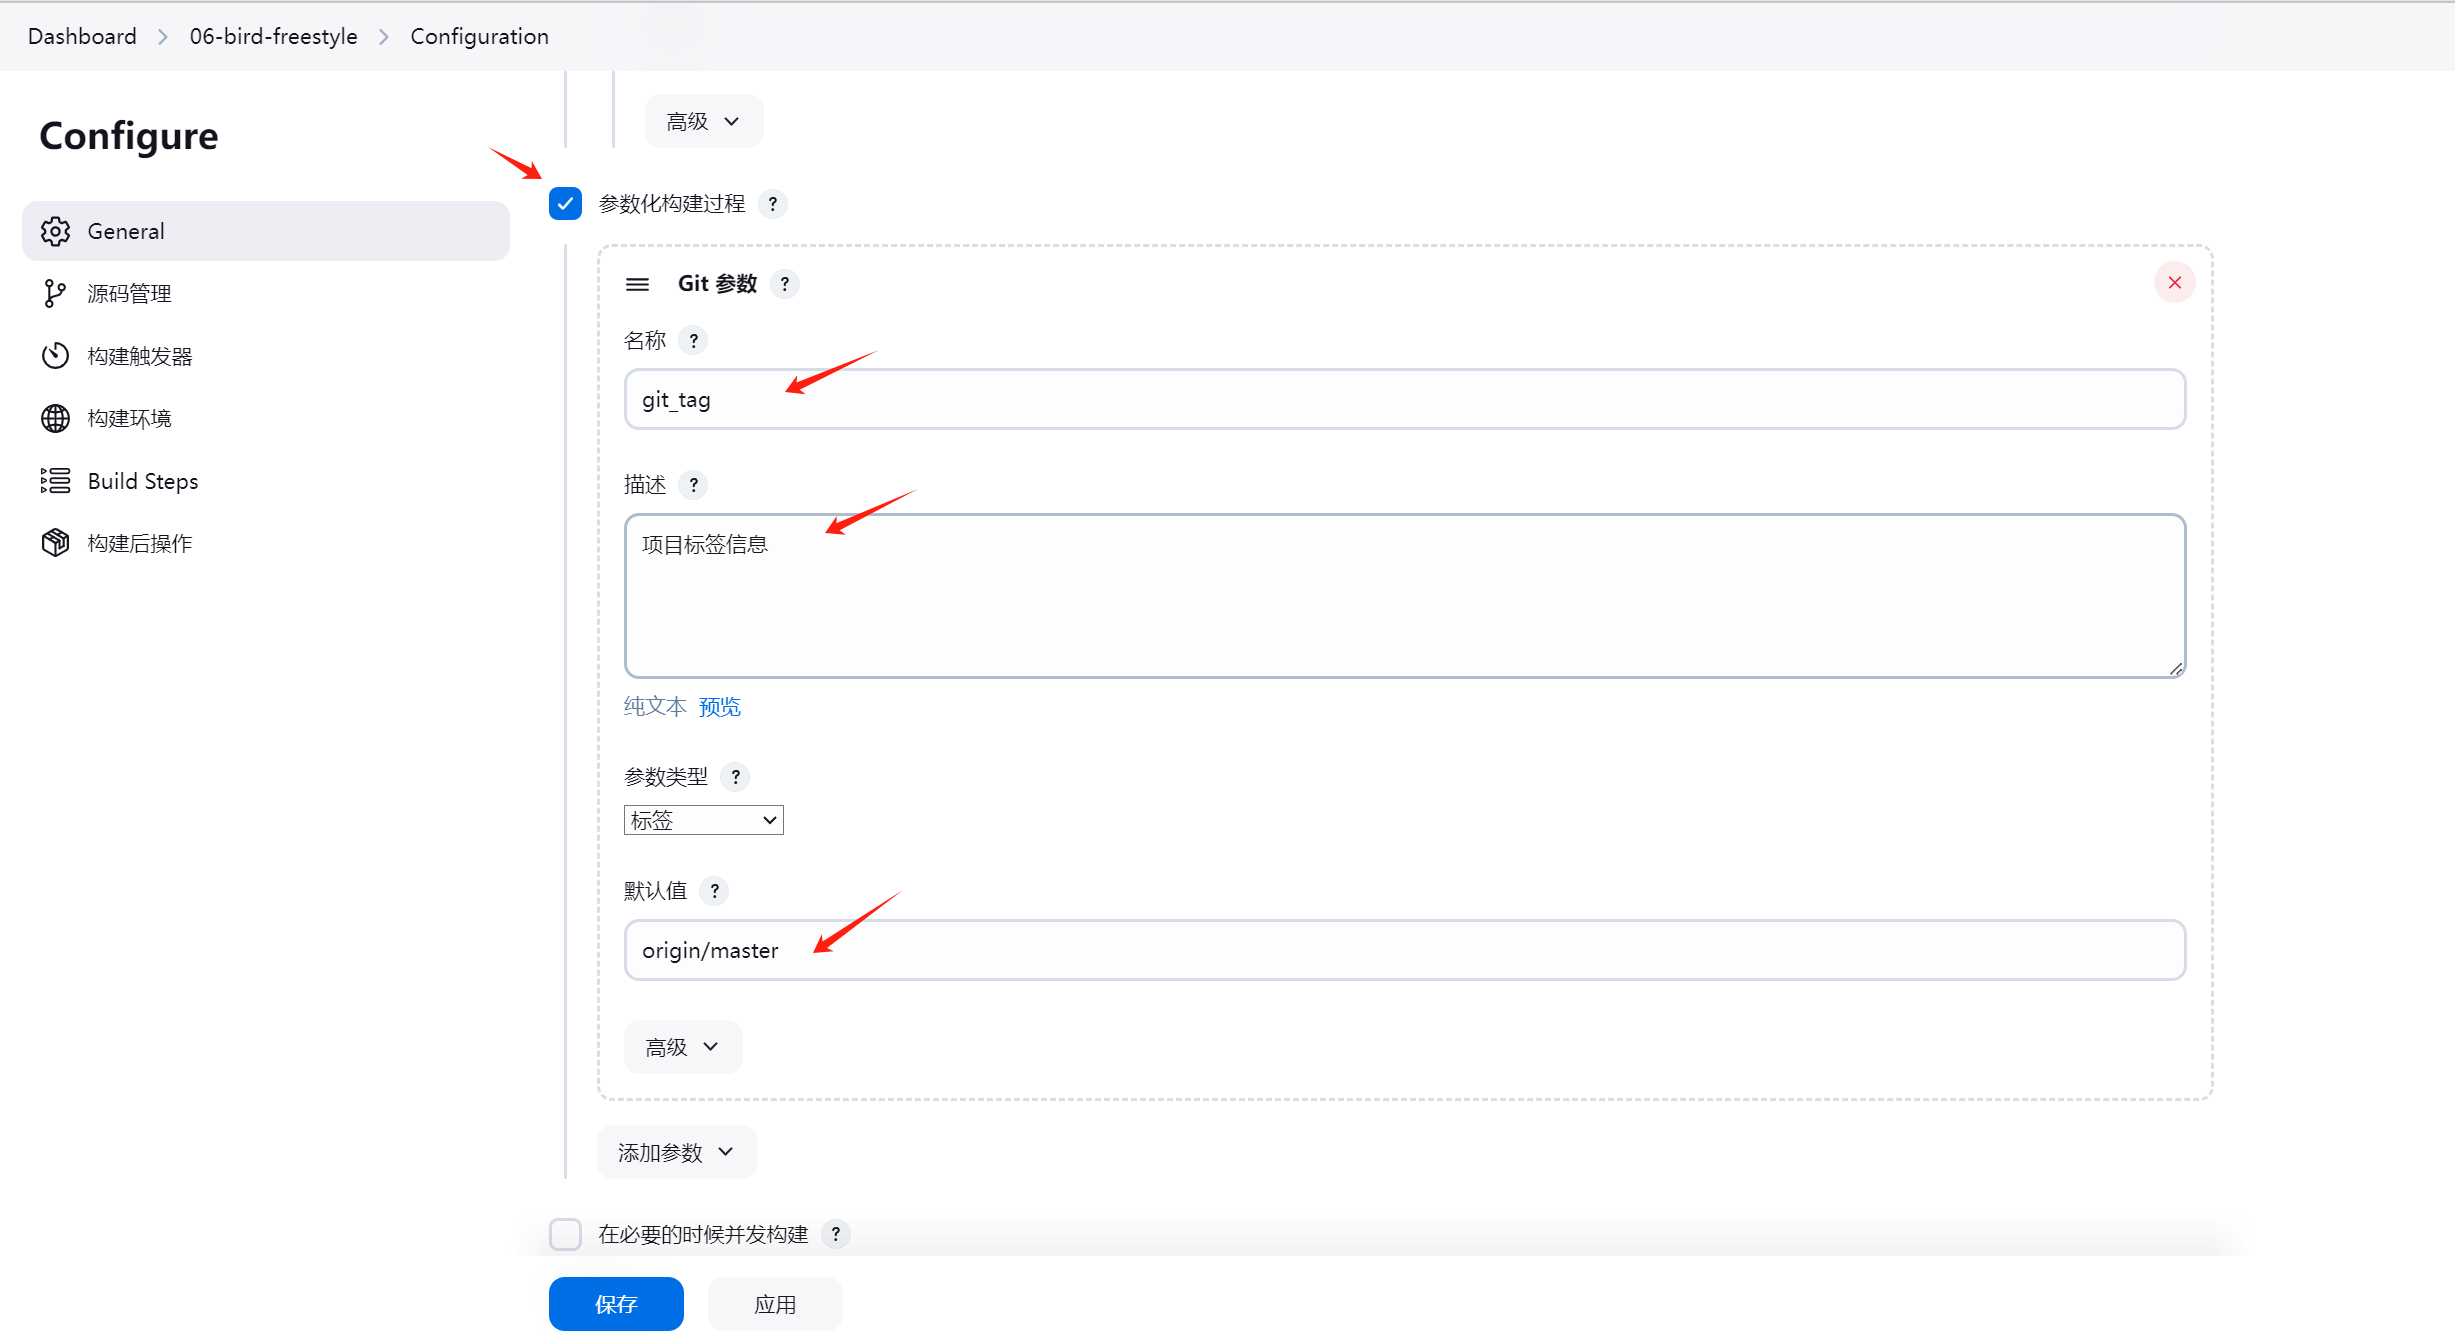 Dashboard > 06-bird-freestyle > Configuration
Configure
General
源码管理
构建触发器
构建环境
Build Steps
构建后操作
高级
参数化构建过程 ?
Git 参数 ?
名称 ?
git_tag
描述 ?
项目标签信息
纯文本 预览
参数类型 ?
标签
默认值 ?
origin/master
高级
添加参数
在必要的时候并发构建 ?
保存 应用